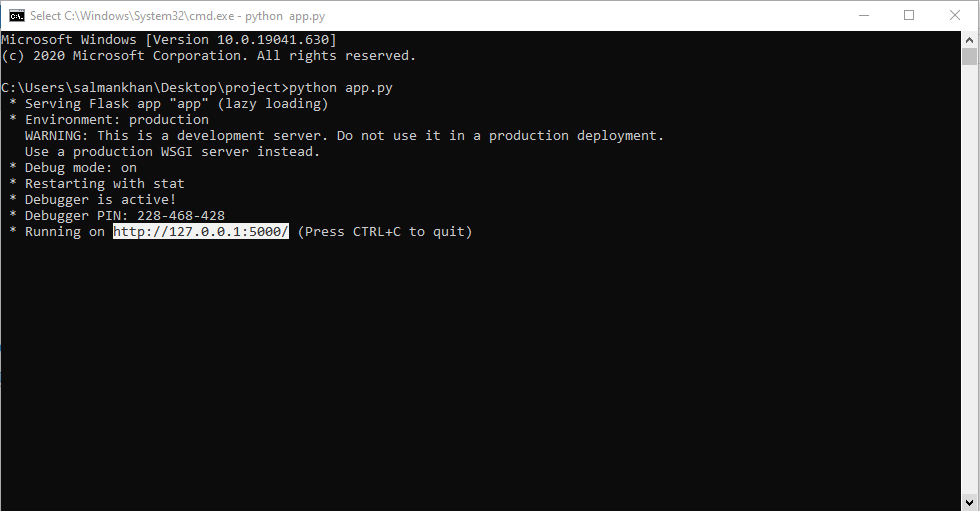 Select C:\Windows\System32\cmd.exe - python  app.py
Microsoft Windows [Version 10.0.19041.630]
(c) 2020 Microsoft Corporation. All rights reserved.
C:\Users\salmankhan\Desktop\project>python app.py
 * Serving Flask app "app" (lazy loading)
 * Environment: production
   WARNING: This is a development server. Do not use it in a production deployment.
   Use a production WSGI server instead.
 * Debug mode: on
 * Restarting with stat
 * Debugger is active!
 * Debugger PIN: 228-468-428
 * Running on http://127.0.0.1:5000/ (Press CTRL+C to quit)